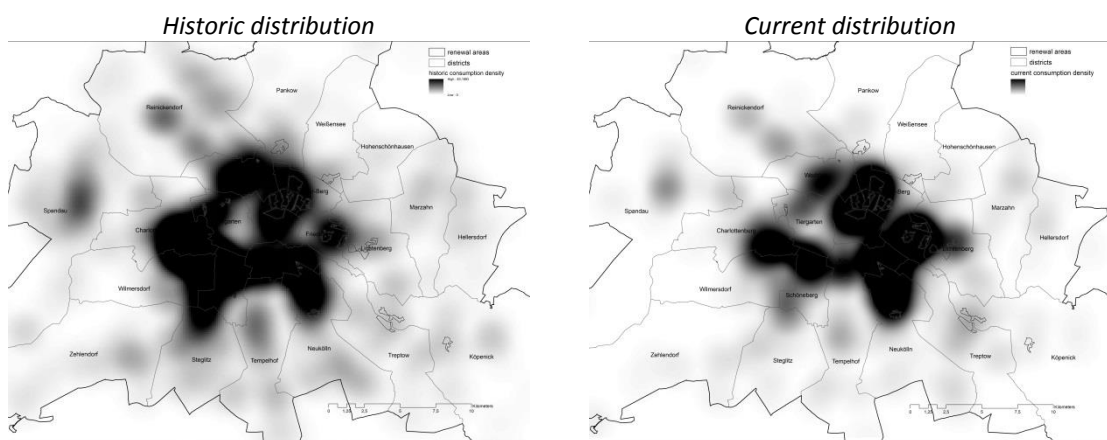 Historic distribution
renewal areas
districts
historic consumption density
Pankow
Reinickendorf
Weißensee
Hohenschönhausen
Marzahn
Spandau
Hellersdorf
Lichtenberg
Wilmersdorf
Zehlendorf
Steglitz
Tempelhof
Neukölln
Treptow
Köpenick
Kilometers
Current distribution
renewal areas
districts
current consumption density
Pankow
Reinickendorf
Weißensee
Hohenschönhausen
Marzahn
Spandau
Tiergarten
Charlottenburg
Hellersdorf
Wilmersdorf
Schöneberg
Zehlendorf
Steglitz
Tempelhof
Neukölln
Treptow
Köpenick
Kilometers